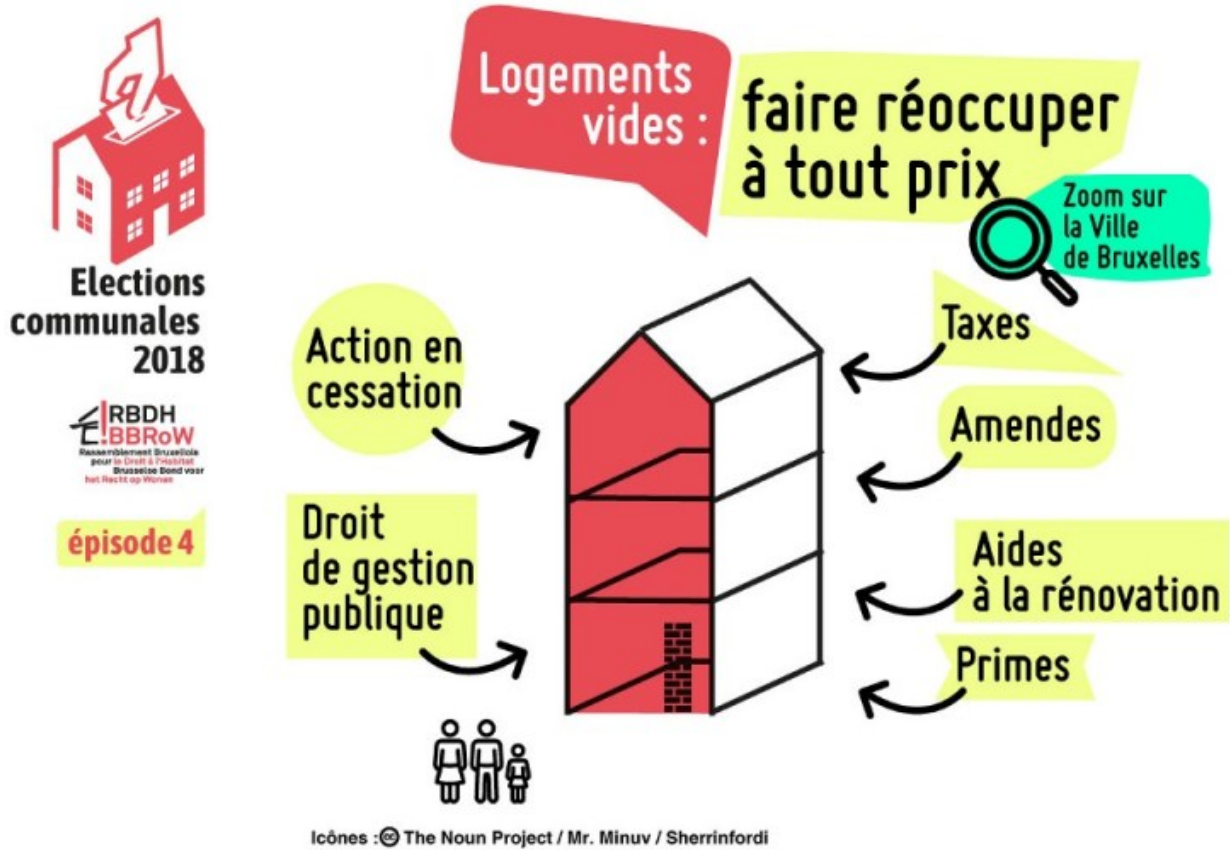 Logements
vides :
faire réoccuper
à tout prix
Zoom sur
la Ville
de Bruxelles
Elections
communales
2018
RBDH
BBRoW
Rassemblement Bruxellois
pour le Droit à l'Habitat
Brusselse Bond voor
het Recht op Wonen
épisode 4
Action en
cessation
Droit
de gestion
publique
Taxes
Amendes
Aides
à la rénovation
Primes
Icônes : cc The Noun Project / Mr. Minuv / Sherrinfordi